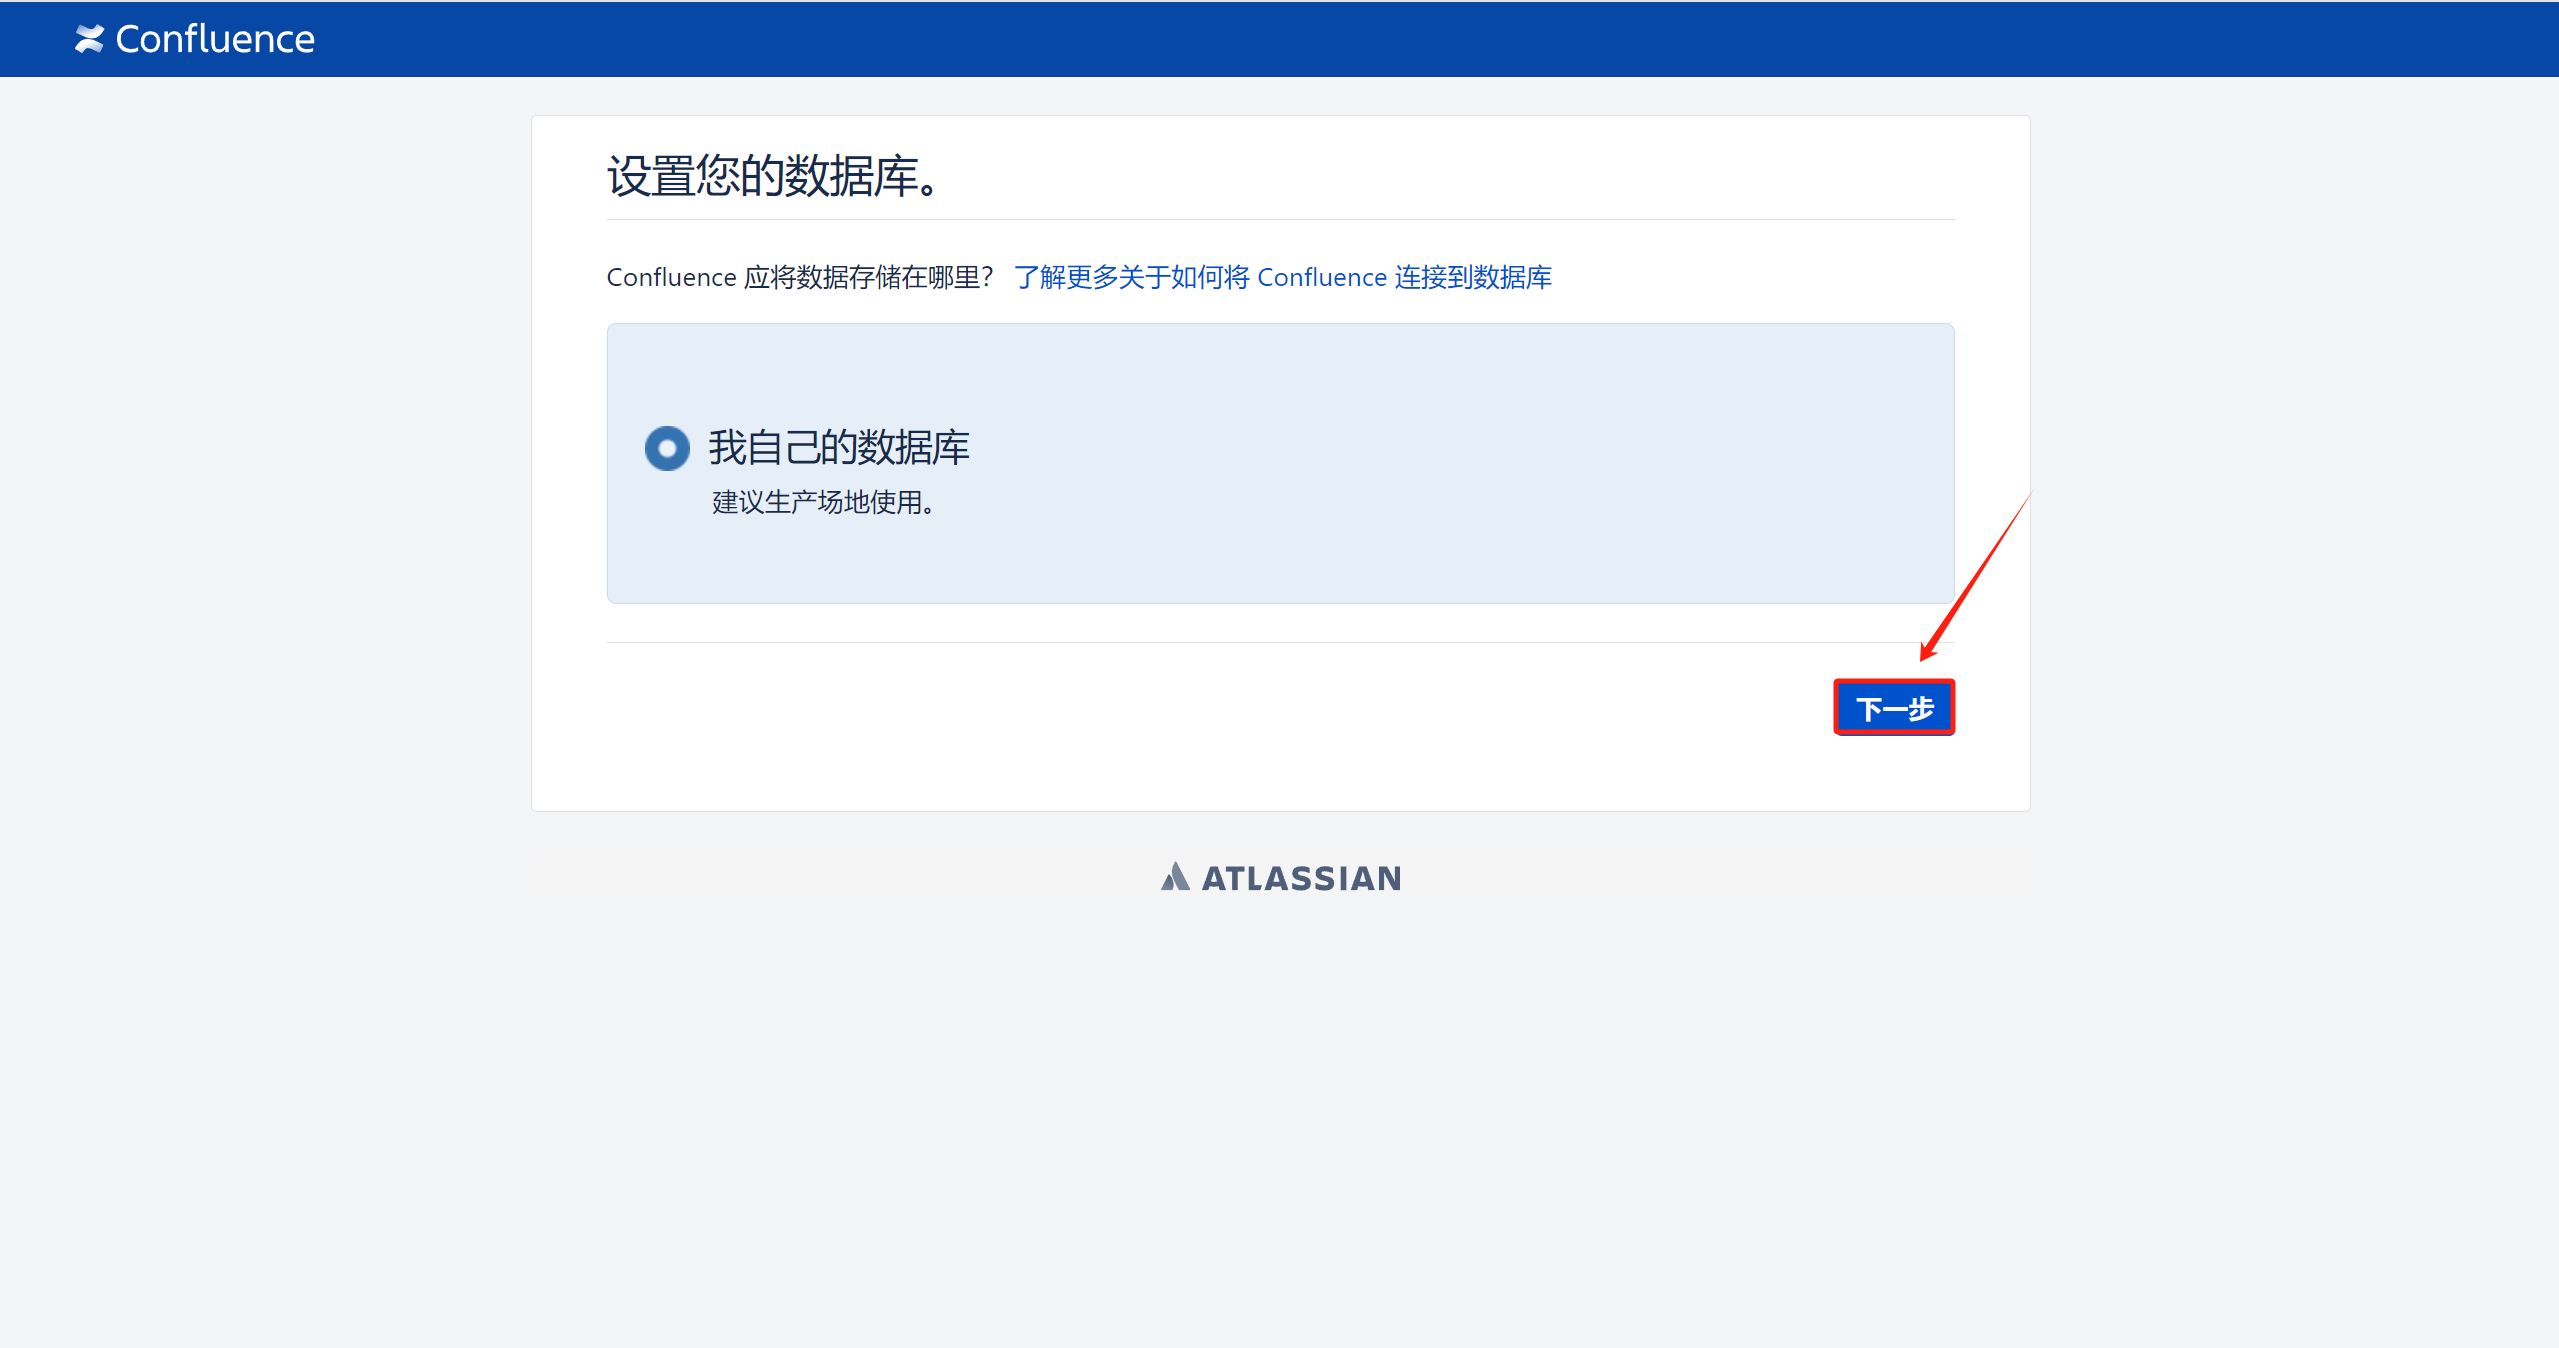 Confluence
设置您的数据库。
Confluence 应将数据存储在哪里? 了解更多关于如何将 Confluence 连接到数据库
我自己的数据库
建议生产场地使用。
下一步
ATLASSIAN